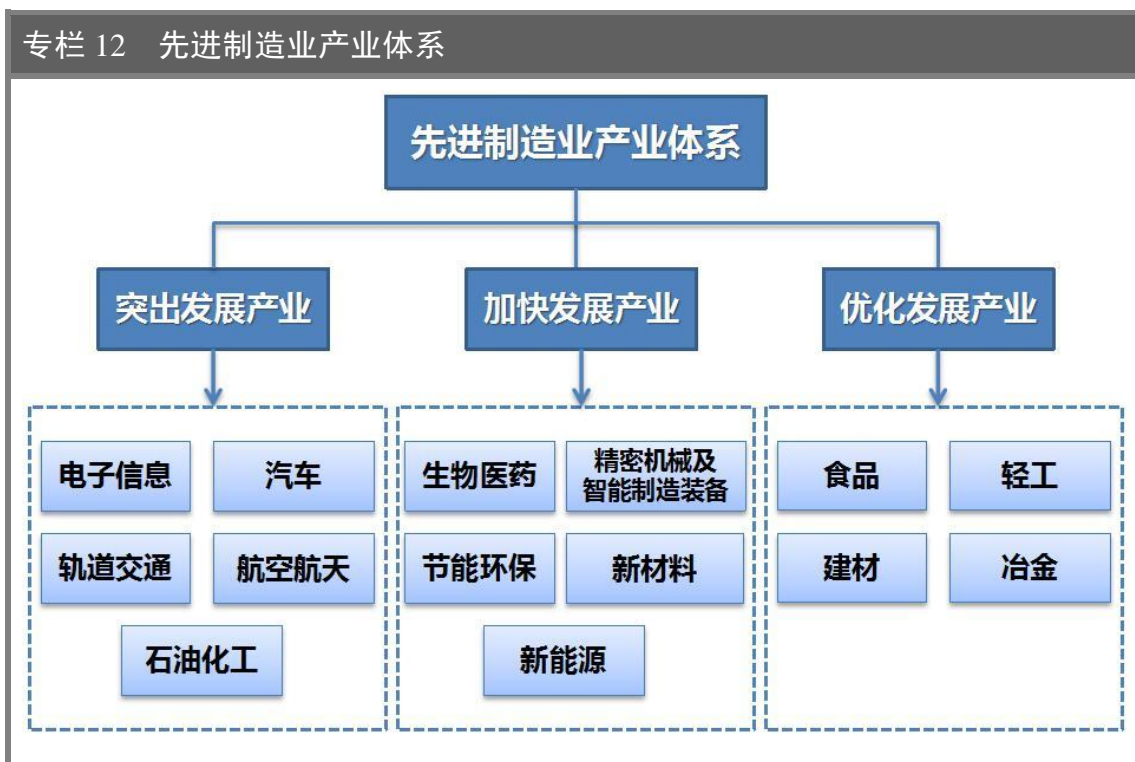 专栏 12 先进制造业产业体系
先进制造业产业体系
突出发展产业
加快发展产业
优化发展产业
电子信息
汽车
轨道交通
航空航天
石油化工
生物医药
精密机械及
智能制造装备
节能环保
新材料
新能源
食品
轻工
建材
冶金